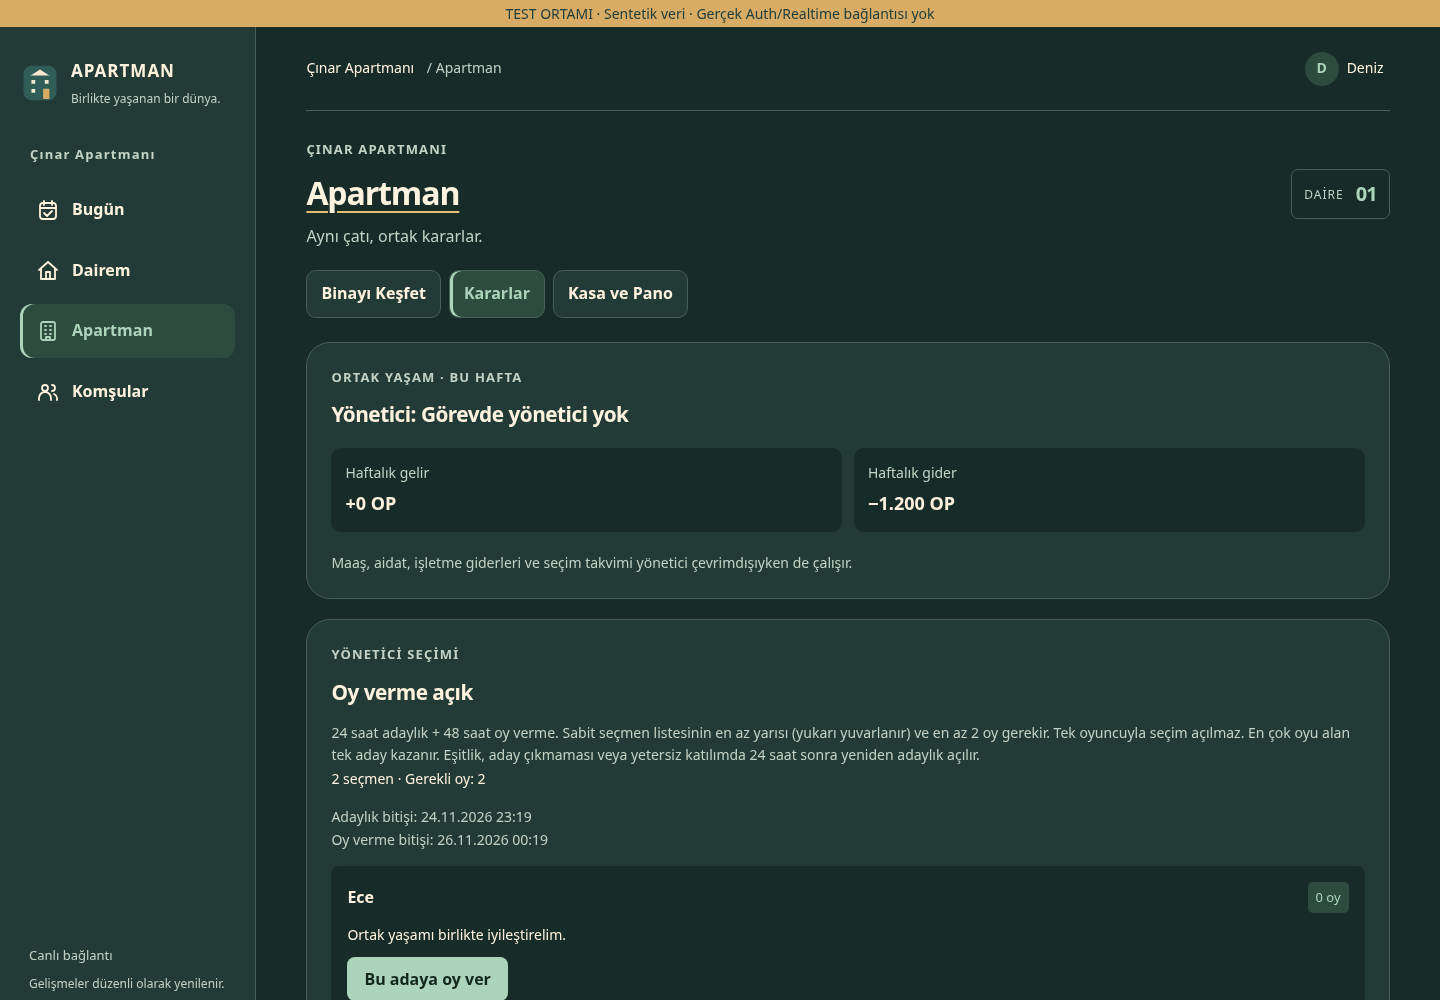 TEST ORTAMI · Sentetik veri · Gerçek Auth/Realtime bağlantısı yok
APARTMAN
Birlikte yaşanan bir dünya.
Çınar Apartmanı
Bugün
Dairem
Apartman
Komşular
Canlı bağlantı
Gelişmeler düzenli olarak yenilenir.
Çınar Apartmanı / Apartman
D Deniz
ÇINAR APARTMANI
Apartman
DAİRE 01
Aynı çatı, ortak kararlar.
Binayı Keşfet Kararlar Kasa ve Pano
ORTAK YAŞAM · BU HAFTA
Yönetici: Görevde yönetici yok
Haftalık gelir
+0 OP
Haftalık gider
−1.200 OP
Maaş, aidat, işletme giderleri ve seçim takvimi yönetici çevrimdışıyken de çalışır.
YÖNETİCİ SEÇİMİ
Oy verme açık
24 saat adaylık + 48 saat oy verme. Sabit seçmen listesinin en az yarısı (yukarı yuvarlanır) ve en az 2 oy gerekir. Tek oyuncuyla seçim açılmaz. En çok oyu alan
tek aday kazanır. Eşitlik, aday çıkmaması veya yetersiz katılımda 24 saat sonra yeniden adaylık açılır.
2 seçmen · Gerekli oy: 2
Adaylık bitişi: 24.11.2026 23:19
Oy verme bitişi: 26.11.2026 00:19
Ece
0 oy
Ortak yaşamı birlikte iyileştirelim.
Bu adaya oy ver